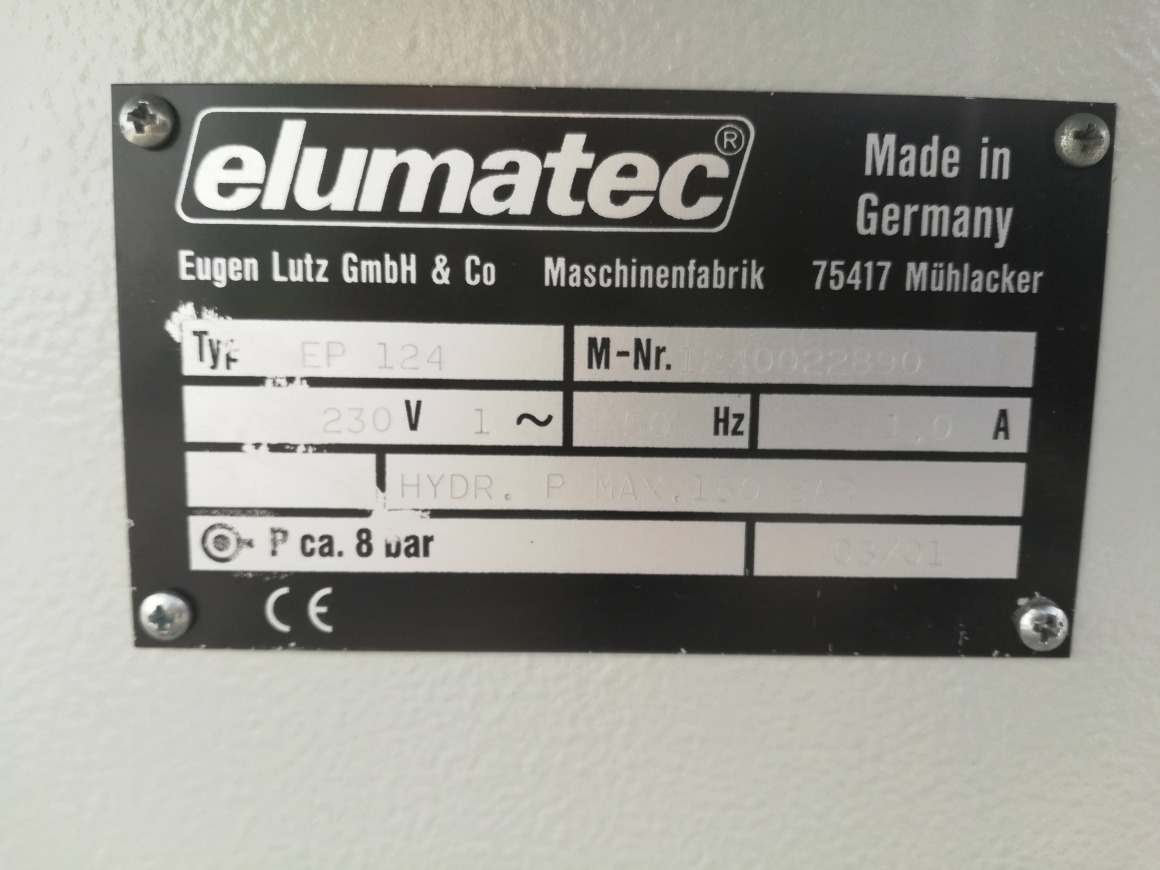 elumatec®
Made in
Germany
Eugen Lutz GmbH & Co Maschinenfabrik 75417 Mühlacker
Typ EP 124 M-Nr. 1240022890
230 V 1 ~ 50 Hz 1.0 A
HYDR. P MAX.150 BAR
P ca. 8 bar 03/01
CE